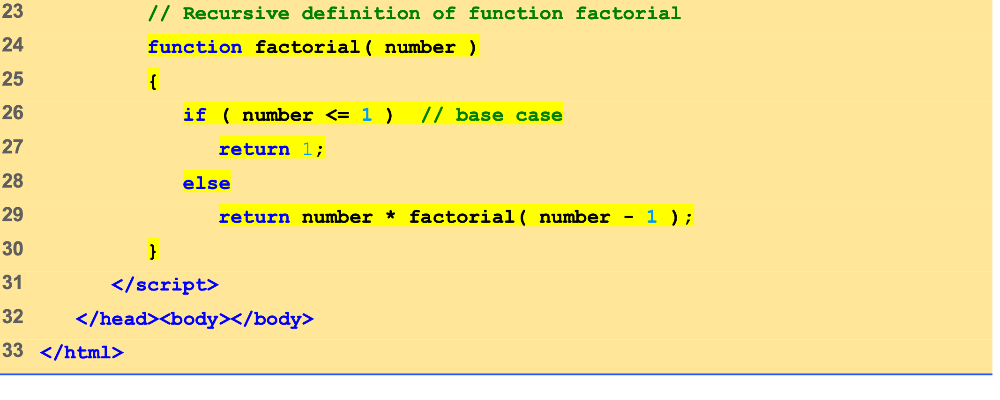 23 // Recursive definition of function factorial
24 function factorial( number )
25 {
26 if ( number <= 1 ) // base case
27 return 1;
28 else
29 return number * factorial( number - 1 );
30 }
31 </script>
32 </head><body></body>
33 </html>